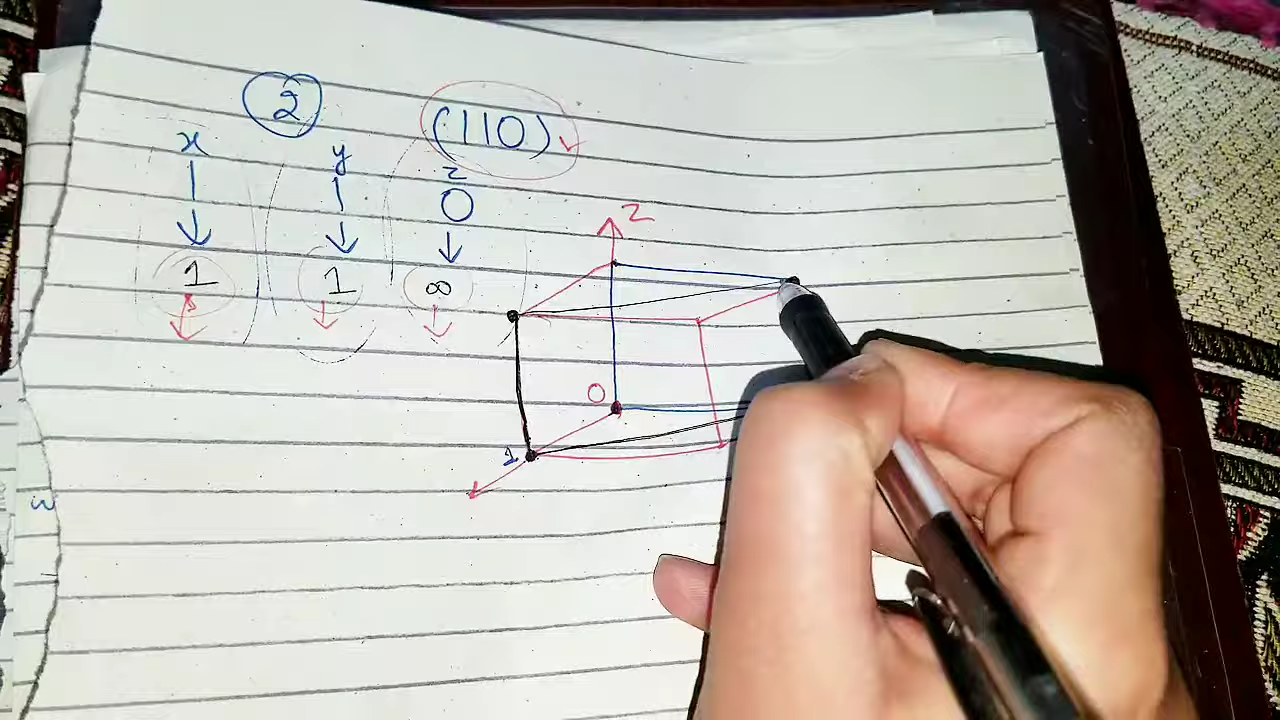 2
(110)
x y z
1 1 0
1 1 ∞
z
0
1